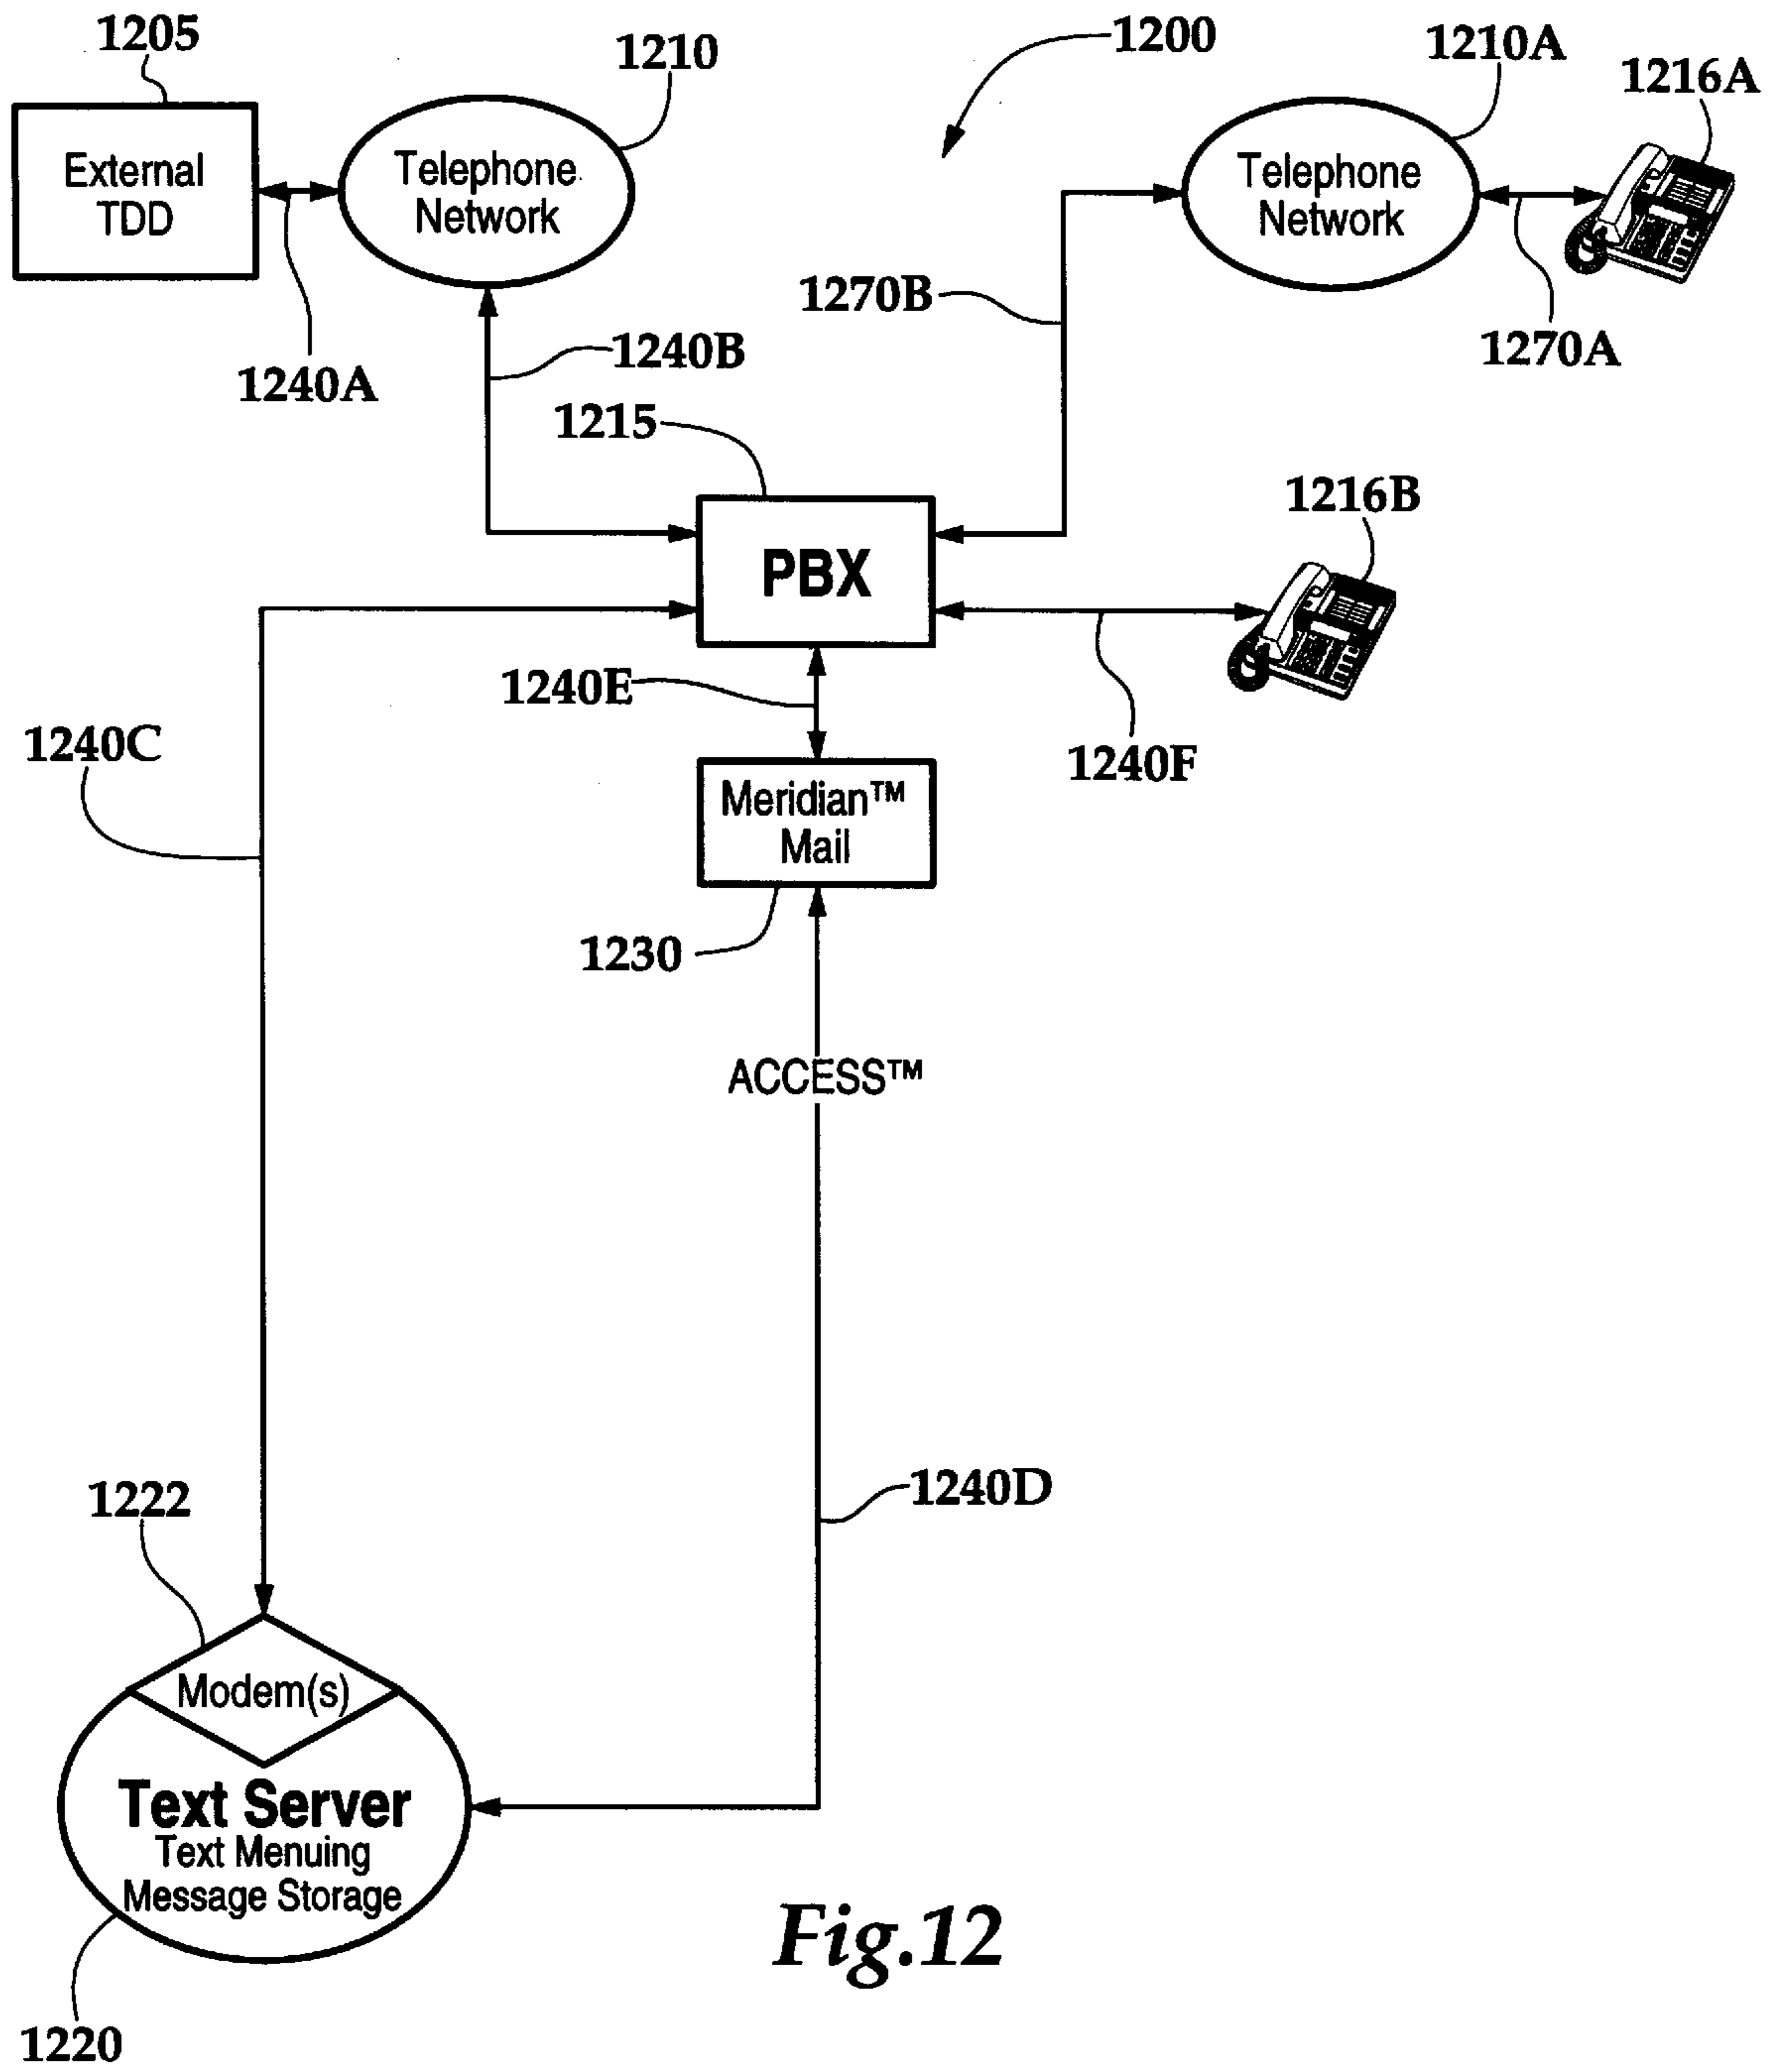 1205
1210
1200
1210A
1216A
External
TDD
Telephone
Network
Telephone
Network
1270B
1240B
1240A
1270A
1215
1216B
PBX
1240E
1240C
1240F
Meridian™
Mail
1230
ACCESS™
1222
1240D
Modem(s)
Text Server
Text Menuing
Message Storage
Fig.12
1220